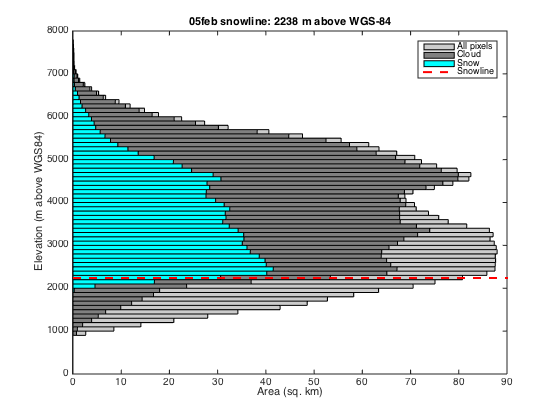 05feb snowline: 2238 m above WGS-84
8000
7000
6000
5000
4000
3000
2000
1000
0
Elevation (m above WGS84)
All pixels
Cloud
Snow
Snowline
0 10 20 30 40 50 60 70 80 90
Area (sq. km)